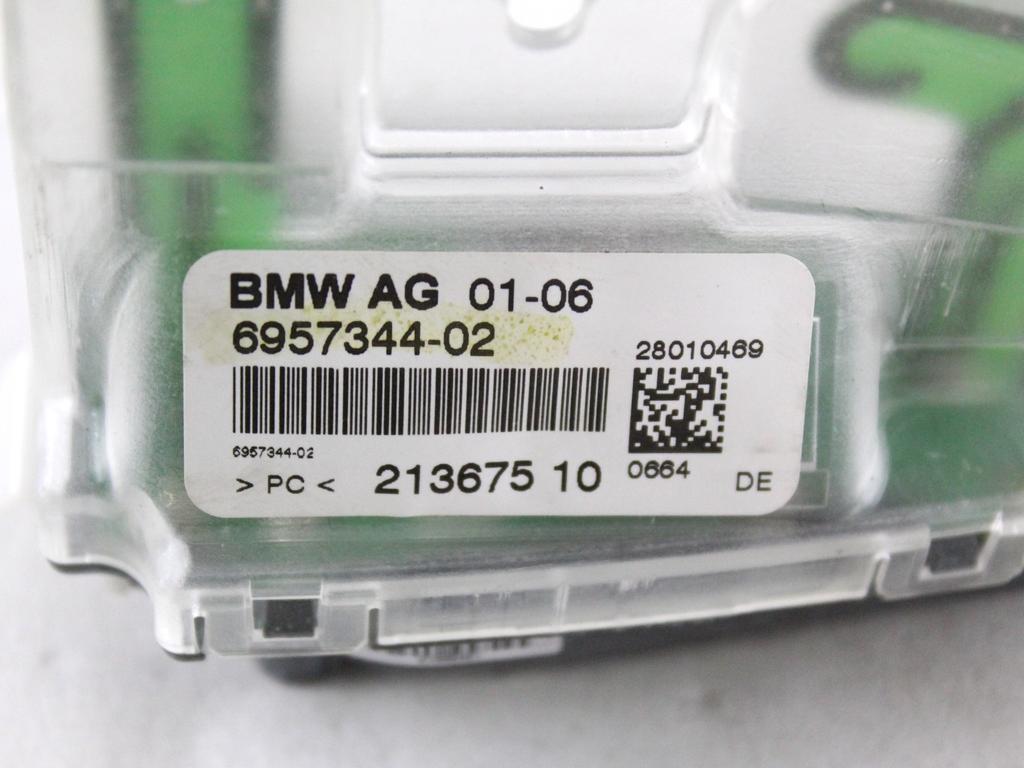 BMW AG 01-06
6957344-02
28010469
6957344-02
> PC < 213675 10
0664
DE